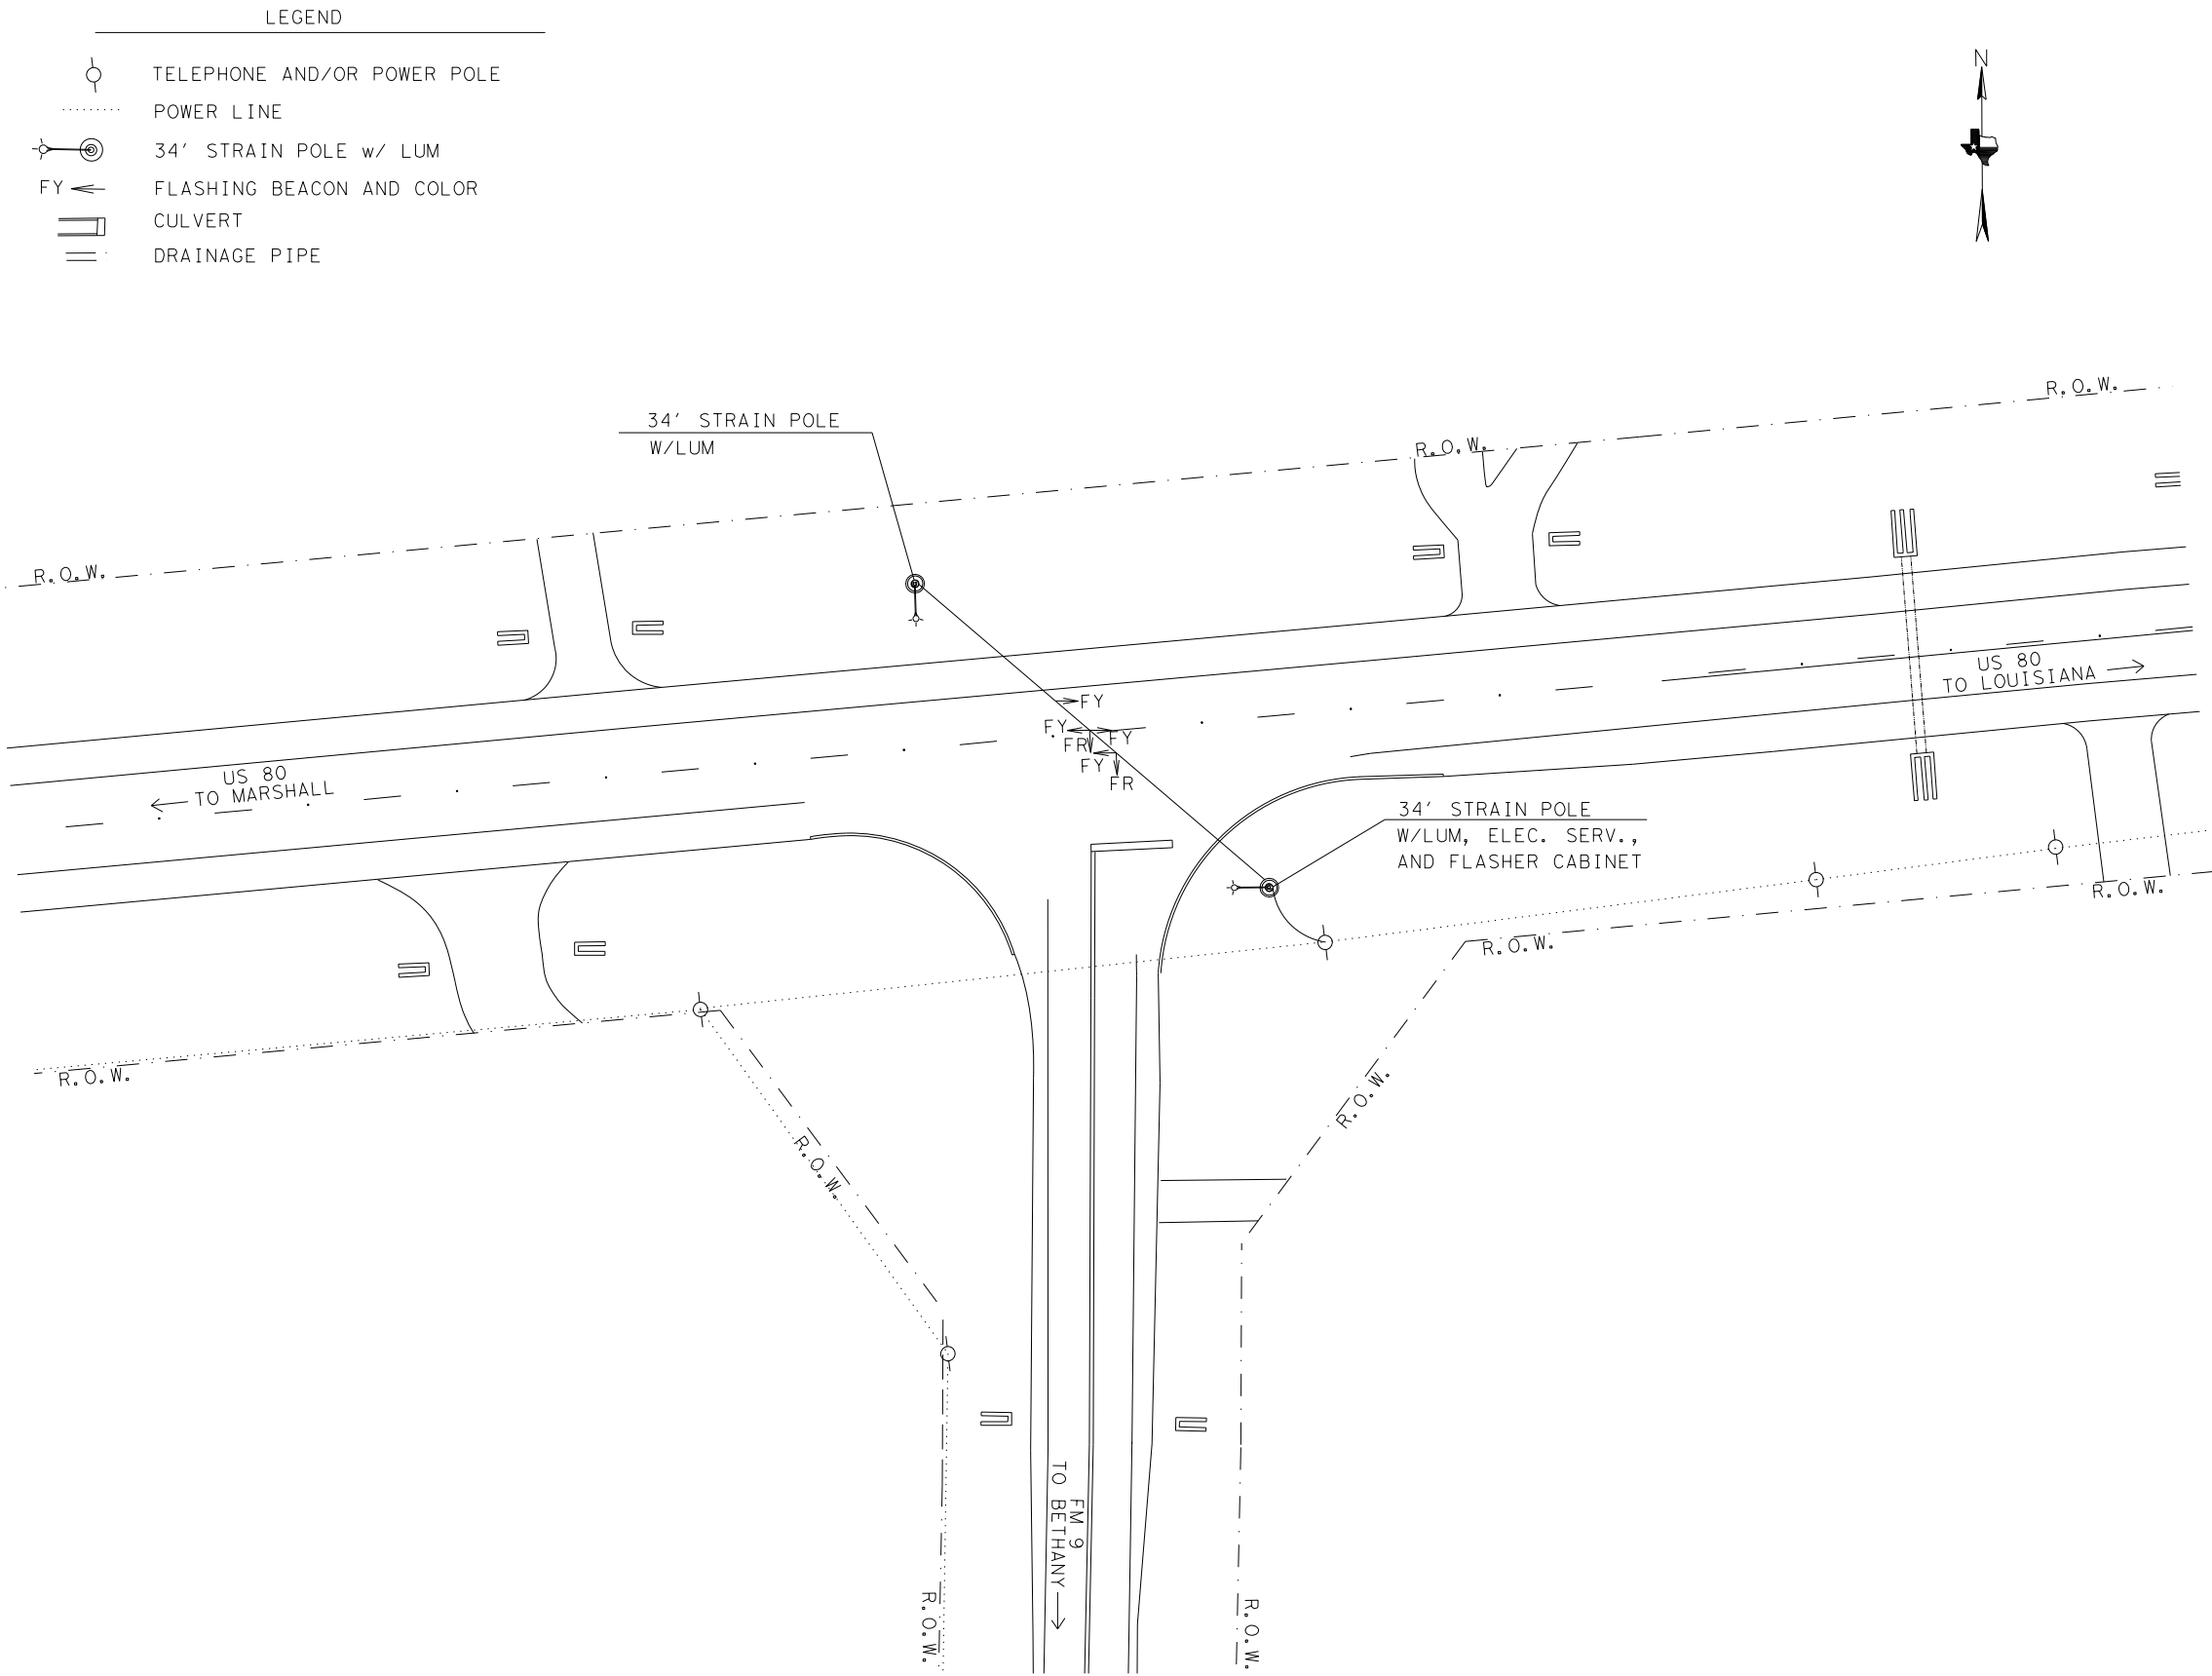 LEGEND
TELEPHONE AND/OR POWER POLE
POWER LINE
34' STRAIN POLE w/ LUM
FY
FLASHING BEACON AND COLOR
CULVERT
DRAINAGE PIPE
N
R.O.W.
34' STRAIN POLE
W/LUM
R.O.W.
R.O.W.
US 80
TO LOUISIANA
FY
FY
FY
FR
FY
FR
US 80
TO MARSHALL
34' STRAIN POLE
W/LUM, ELEC. SERV.,
AND FLASHER CABINET
R.O.W.
R.O.W.
R.O.W.
R.O.W.
R.O.W.
FM 9
TO BETHANY
R.O.W.
R.O.W.